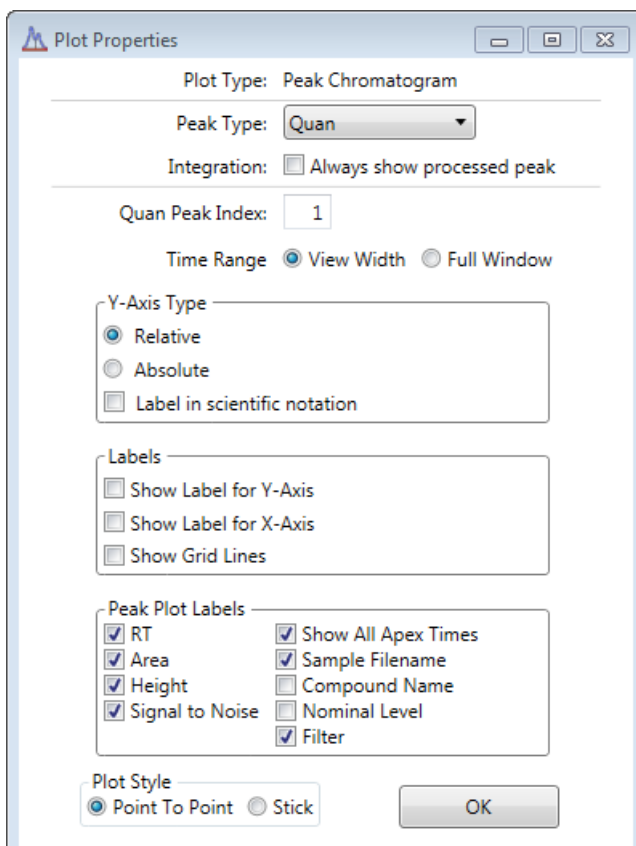 Plot Properties
Plot Type: Peak Chromatogram
Peak Type: Quan
Integration: Always show processed peak
Quan Peak Index: 1
Time Range View Width Full Window
Y-Axis Type
Relative
Absolute
Label in scientific notation
Labels
Show Label for Y-Axis
Show Label for X-Axis
Show Grid Lines
Peak Plot Labels
RT Show All Apex Times
Area Sample Filename
Height Compound Name
Signal to Noise Nominal Level
Filter
Plot Style
Point To Point Stick OK